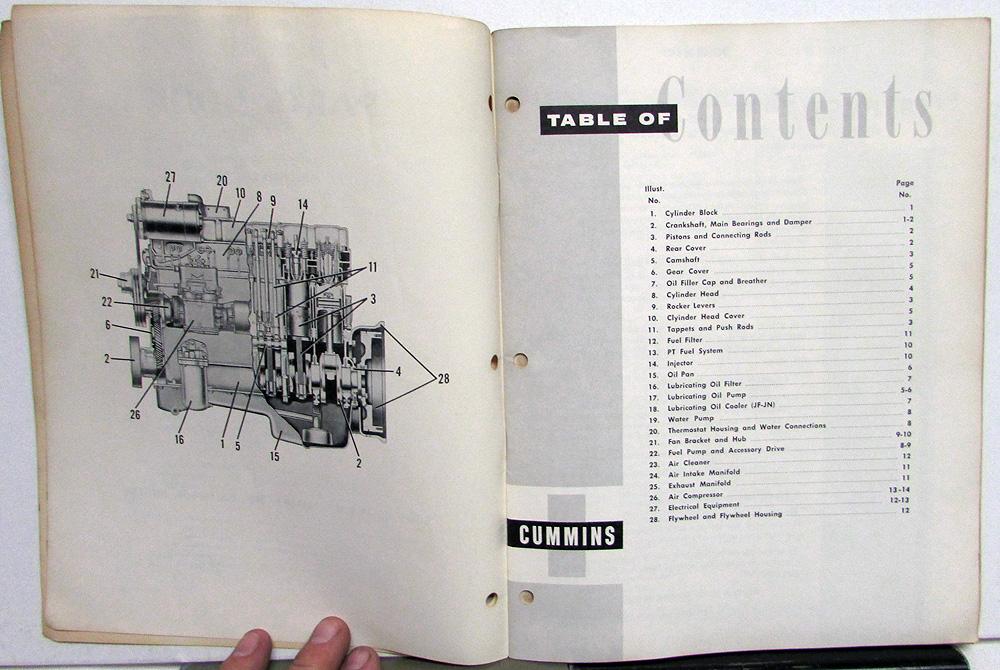 27
20
10
8
9
14
21
11
22
3
6
2
4
28
26
16
1
5
15
2
TABLE OF Contents
Illust. Page
No. No.
1. Cylinder Block 1
2. Crankshaft, Main Bearings and Damper 1-2
3. Pistons and Connecting Rods 2
4. Rear Cover 2
5. Camshaft 3
6. Gear Cover 5
7. Oil Filler Cap and Breather 5
8. Cylinder Head 4
9. Rocker Levers 3
10. Clyinder Head Cover 5
11. Tappets and Push Rods 3
12. Fuel Filter 11
13. PT Fuel System 10
14. Injector 10
15. Oil Pan 6
16. Lubricating Oil Filter 7
17. Lubricating Oil Pump 5-6
18. Lubricating Oil Cooler (JF-JN) 7
19. Water Pump 8
20. Thermostat Housing and Water Connections 8
21. Fan Bracket and Hub 9-10
22. Fuel Pump and Accessory Drive 8-9
23. Air Cleaner 12
24. Air Intake Manifold 11
25. Exhaust Manifold 11
26. Air Compressor 13-14
27. Electrical Equipment 12-13
28. Flywheel and Flywheel Housing 12
CUMMINS